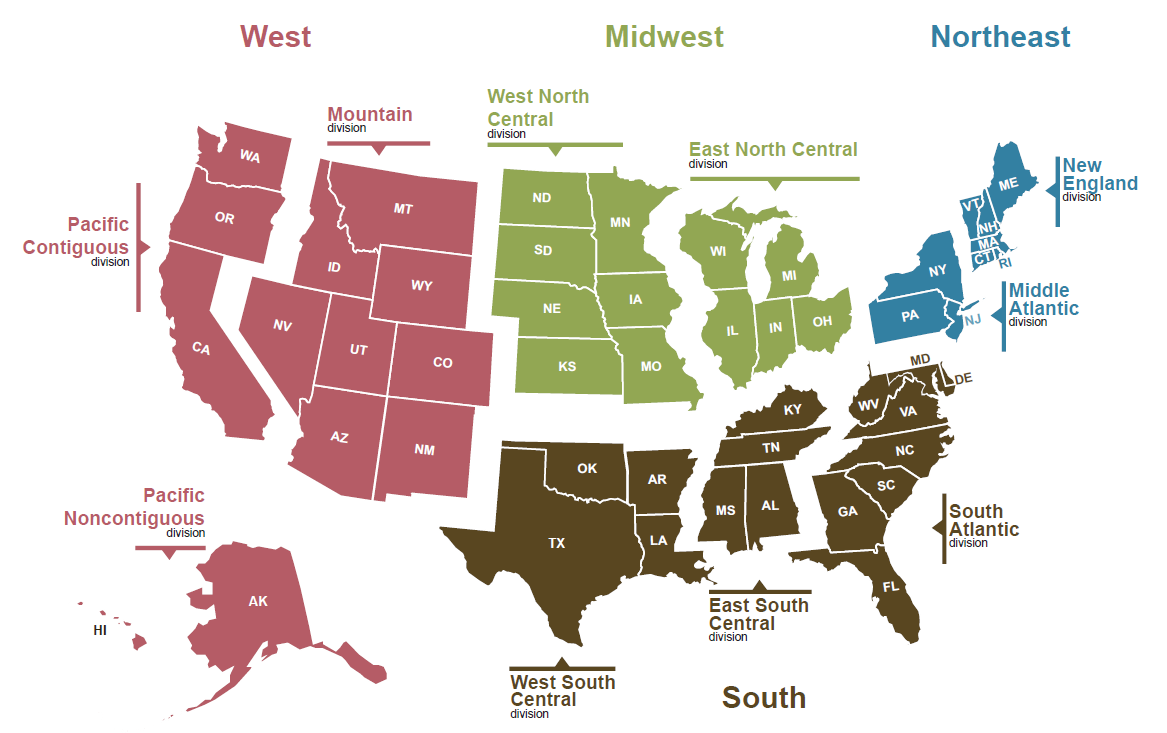 West
Midwest
Northeast
Mountain
division
West North
Central
division
East North Central
division
New
England
division
Pacific
Contiguous
division
Middle
Atlantic
division
WA
OR
CA
MT
ID
WY
NV
UT
CO
AZ
NM
ND
MN
SD
NE
IA
KS
MO
WI
MI
IL
IN
OH
ME
VT
NH
MA
CT
RI
NY
PA
NJ
MD
DE
WV
VA
KY
TN
NC
SC
OK
AR
TX
LA
MS
AL
GA
FL
South
Atlantic
division
Pacific
Noncontiguous
division
AK
HI
East South
Central
division
West South
Central
division
South